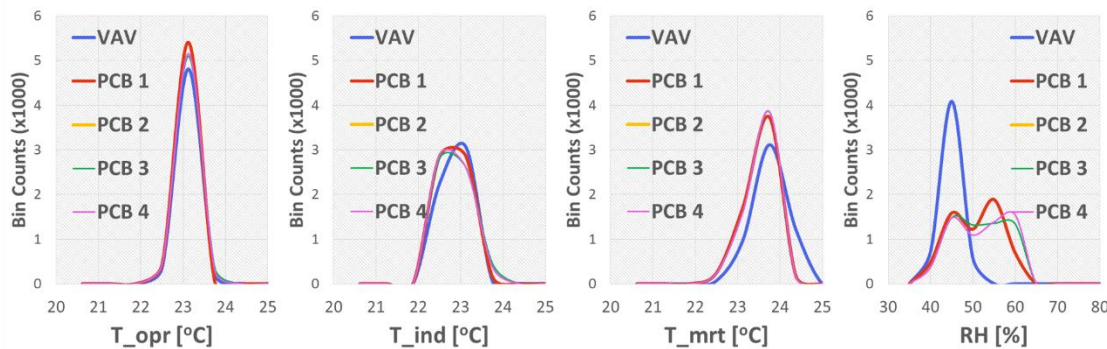 Bin Counts (x1000)
6
5
4
3
2
1
0
VAV
PCB 1
PCB 2
PCB 3
PCB 4
20 21 22 23 24 25
T_opr [°C]
Bin Counts (x1000)
6
5
4
3
2
1
0
VAV
PCB 1
PCB 2
PCB 3
PCB 4
20 21 22 23 24 25
T_ind [°C]
Bin Counts (x1000)
6
5
4
3
2
1
0
VAV
PCB 1
PCB 2
PCB 3
PCB 4
20 21 22 23 24 25
T_mrt [°C]
Bin Counts (x1000)
6
5
4
3
2
1
0
VAV
PCB 1
PCB 2
PCB 3
PCB 4
30 40 50 60 70 80
RH [%]